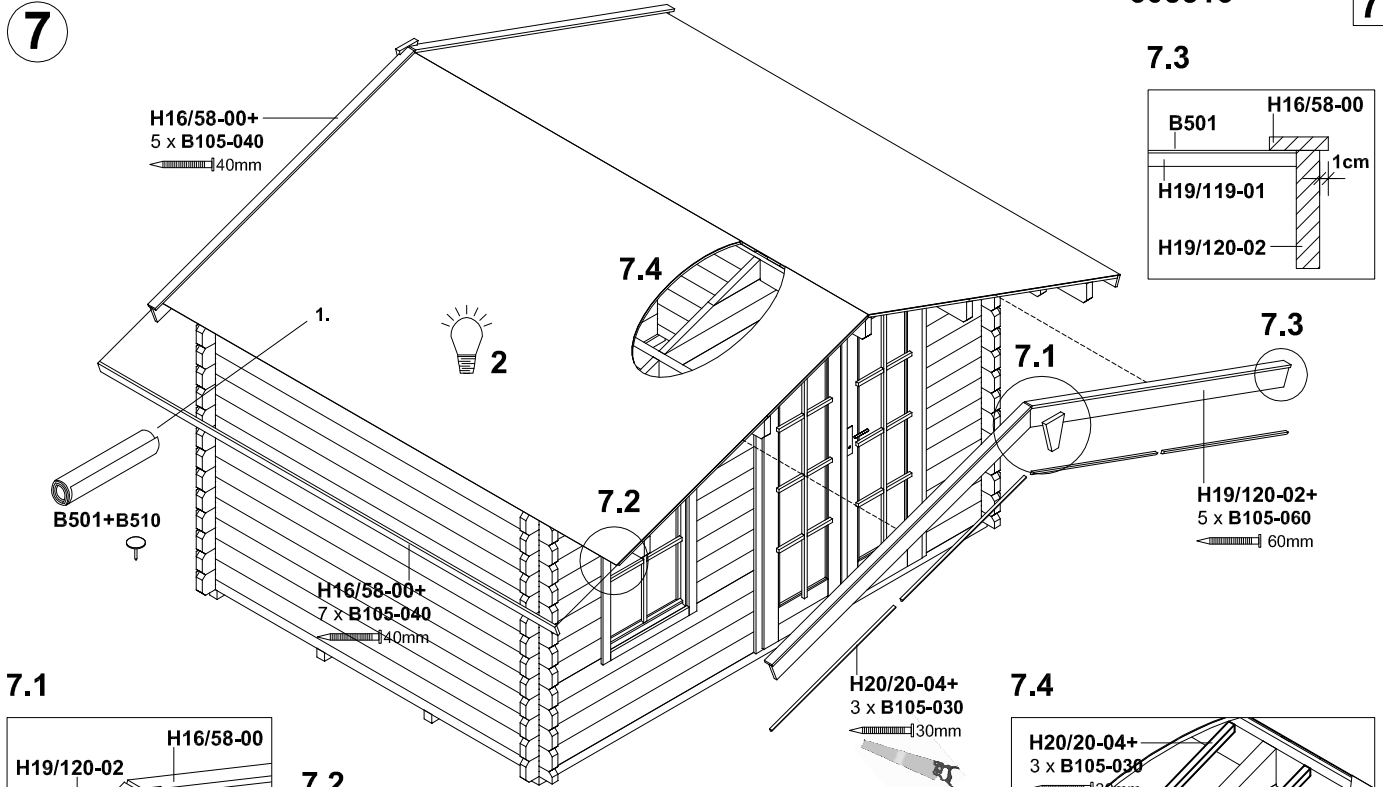 7
7
7.3
H16/58-00+
5 x B105-040
40mm
B501
H16/58-00
1cm
H19/119-01
H19/120-02
7.4
1.
2
7.3
7.1
B501+B510
7.2
H19/120-02+
5 x B105-060
60mm
H16/58-00+
7 x B105-040
40mm
7.1
H20/20-04+
3 x B105-030
30mm
7.4
H16/58-00
H19/120-02
7.2
H20/20-04+
3 x B105-030